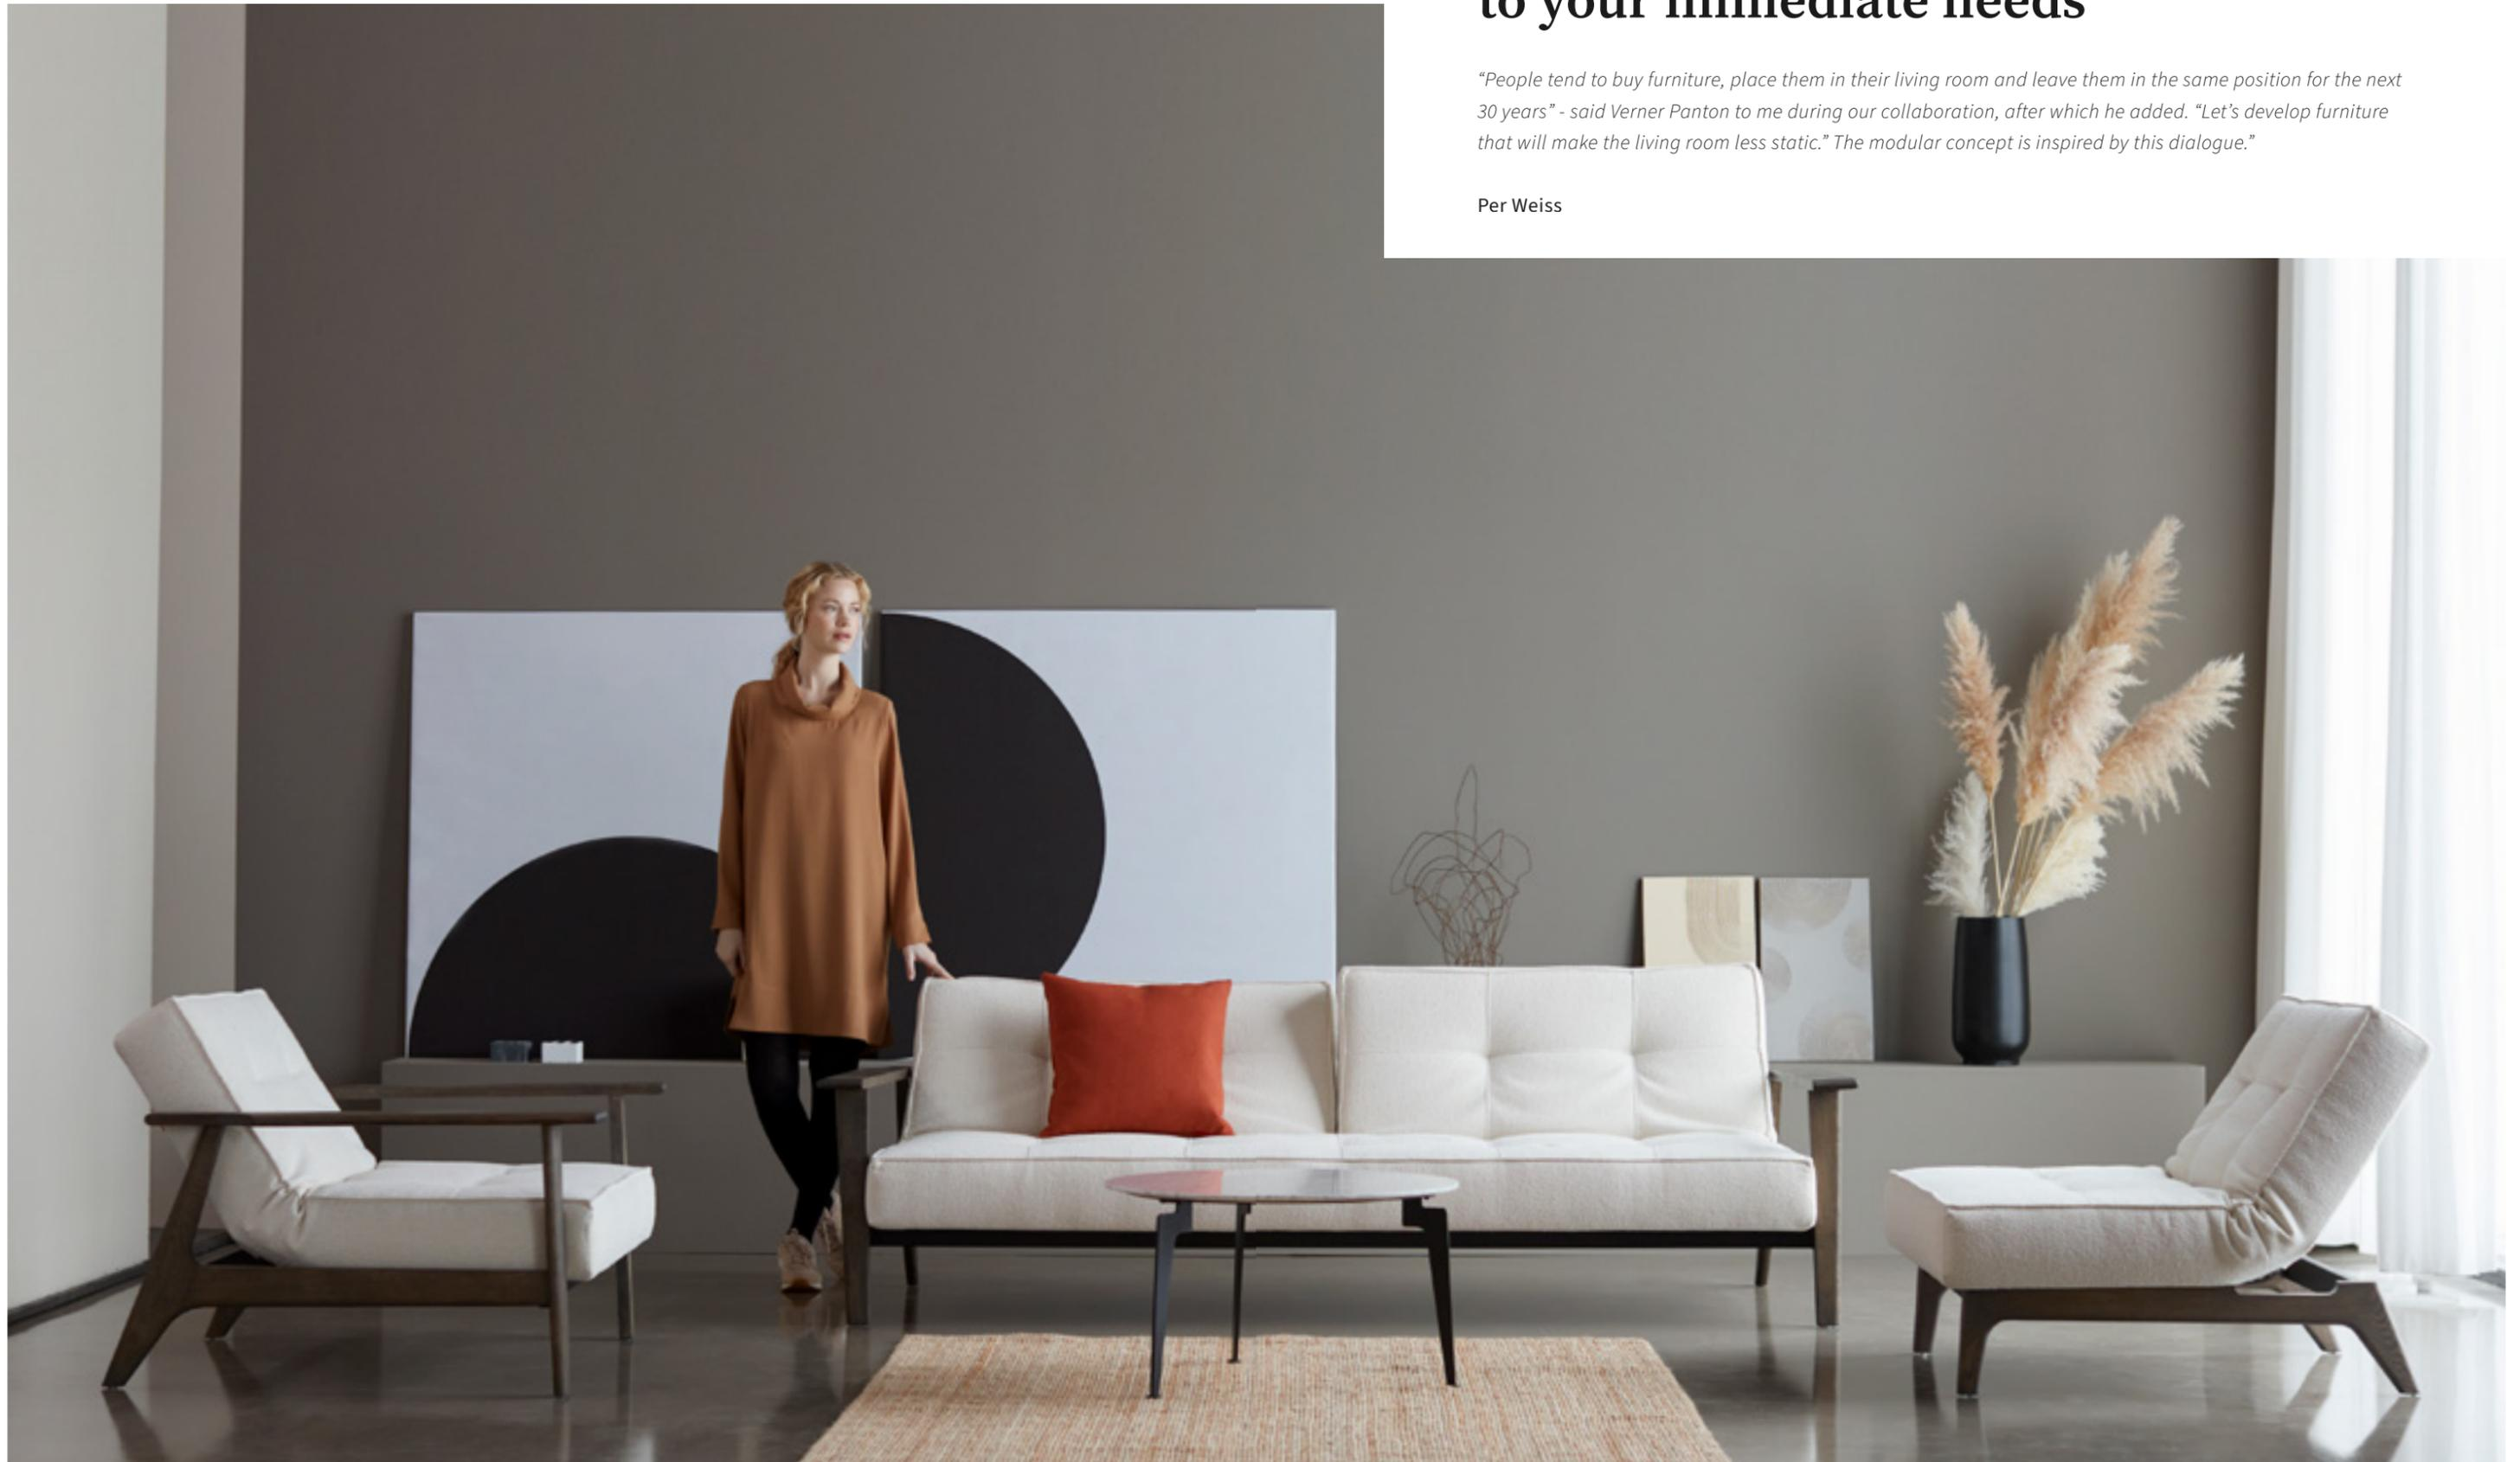 to your immediate needs
“People tend to buy furniture, place them in their living room and leave them in the same position for the next
30 years” - said Verner Panton to me during our collaboration, after which he added. “Let’s develop furniture
that will make the living room less static.” The modular concept is inspired by this dialogue.”
Per Weiss